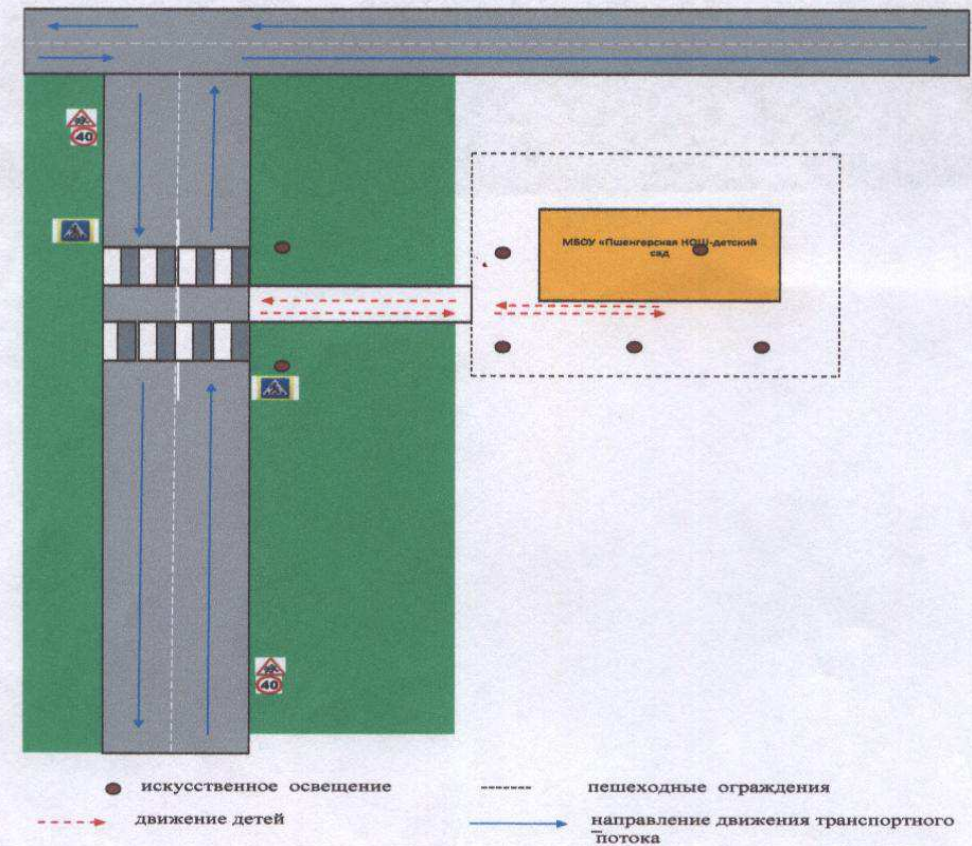 40
МБОУ «Пшенгерская НОШ-детский
сад
40
искусственное освещение
пешеходные ограждения
движение детей
направление движения транспортного
потока